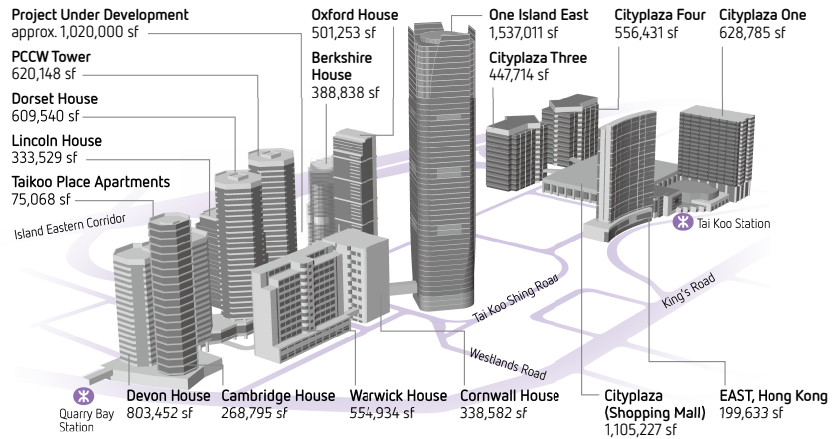 Project Under Development
approx. 1,020,000 sf
PCCW Tower
620,148 sf
Dorset House
609,540 sf
Lincoln House
333,529 sf
Taikoo Place Apartments
75,068 sf
Oxford House
501,253 sf
Berkshire
House
388,838 sf
One Island East
1,537,011 sf
Cityplaza Three
447,714 sf
Cityplaza Four
556,431 sf
Cityplaza One
628,785 sf
Island Eastern Corridor
Tai Koo Station
Tai Koo Shing Road
King's Road
Westlands Road
Quarry Bay
Station
Devon House
803,452 sf
Cambridge House
268,795 sf
Warwick House
554,934 sf
Cornwall House
338,582 sf
Cityplaza
(Shopping Mall)
1,105,227 sf
EAST, Hong Kong
199,633 sf